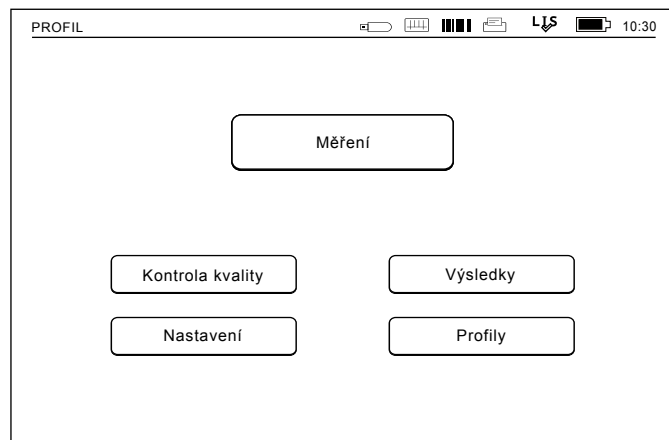 PROFIL LIS 10:30
Měření
Kontrola kvality Výsledky
Nastavení Profily